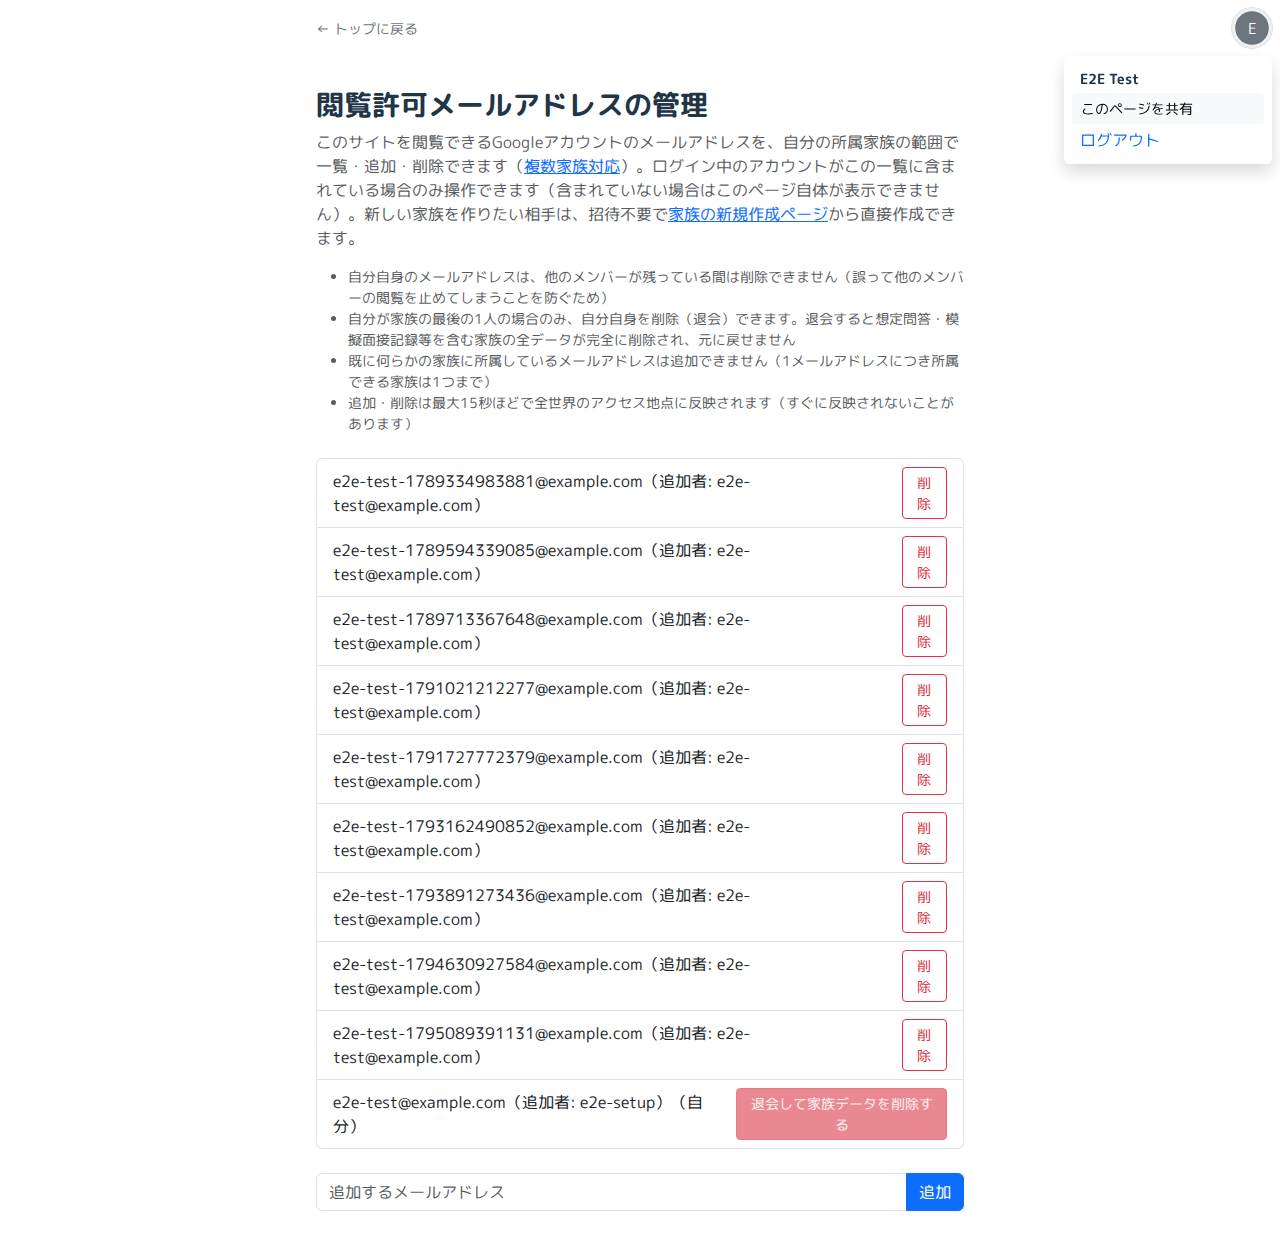 ← トップに戻る
E
E2E Test
このページを共有
ログアウト
閲覧許可メールアドレスの管理
このサイトを閲覧できるGoogleアカウントのメールアドレスを、自分の所属家族の範囲で
一覧・追加・削除できます（複数家族対応）。ログイン中のアカウントがこの一覧に含ま
れている場合のみ操作できます（含まれていない場合はこのページ自体が表示できませ
ん）。新しい家族を作りたい相手は、招待不要で家族の新規作成ページから直接作成でき
ます。
自分自身のメールアドレスは、他のメンバーが残っている間は削除できません（誤って他のメンバ
ーの閲覧を止めてしまうことを防ぐため）
自分が家族の最後の1人の場合のみ、自分自身を削除（退会）できます。退会すると想定問答・模
擬面接記録等を含む家族の全データが完全に削除され、元に戻せません
既に何らかの家族に所属しているメールアドレスは追加できません（1メールアドレスにつき所属
できる家族は1つまで）
追加・削除は最大15秒ほどで全世界のアクセス地点に反映されます（すぐに反映されないことが
あります）
e2e-test-1789334983881@example.com（追加者: e2e-
test@example.com）
削
除
e2e-test-1789594339085@example.com（追加者: e2e-
test@example.com）
削
除
e2e-test-1789713367648@example.com（追加者: e2e-
test@example.com）
削
除
e2e-test-1791021212277@example.com（追加者: e2e-
test@example.com）
削
除
e2e-test-1791727772379@example.com（追加者: e2e-
test@example.com）
削
除
e2e-test-1793162490852@example.com（追加者: e2e-
test@example.com）
削
除
e2e-test-1793891273436@example.com（追加者: e2e-
test@example.com）
削
除
e2e-test-1794630927584@example.com（追加者: e2e-
test@example.com）
削
除
e2e-test-1795089391131@example.com（追加者: e2e-
test@example.com）
削
除
e2e-test@example.com（追加者: e2e-setup）（自
分）
退会して家族データを削除す
る
追加するメールアドレス
追加